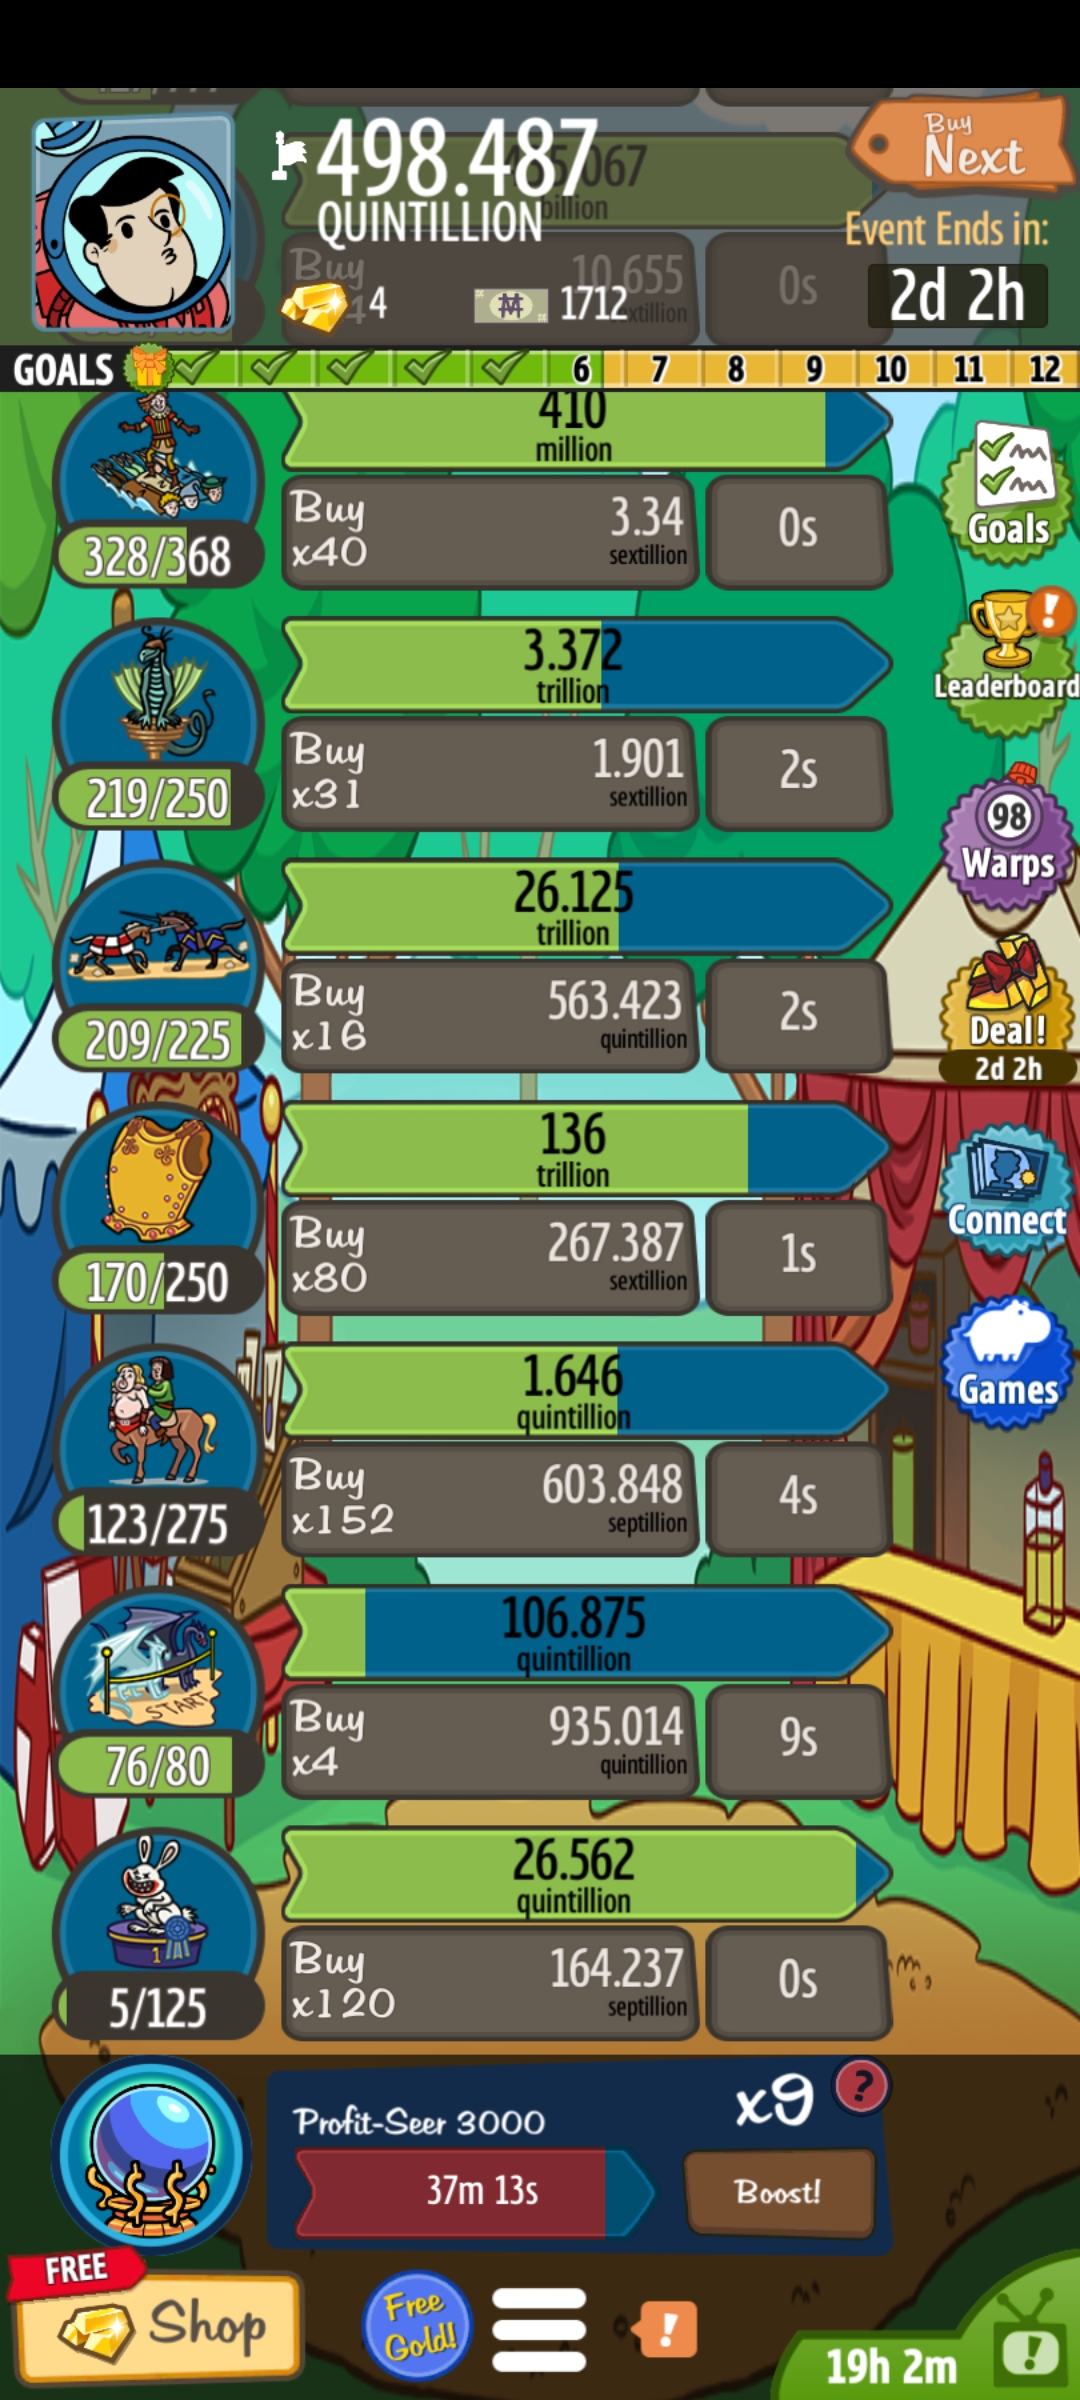 Buy
Next
498.487
QUINTILLION
Event Ends in:
2d 2h
4
1712
Buy
10.655
0s
GOALS 6 7 8 9 10 11 12
410
million
Buy
x40
3.34
sextillion
0s
328/368
Goals
3.372
trillion
Buy
x31
1.901
sextillion
2s
219/250
Leaderboard
26.125
trillion
Buy
x16
563.423
quintillion
2s
209/225
98
Warps
Deal!
2d 2h
136
trillion
Buy
x80
267.387
sextillion
1s
170/250
Connect
1.646
quintillion
Buy
x152
603.848
septillion
4s
123/275
Games
106.875
quintillion
Buy
x4
935.014
quintillion
9s
START
76/80
26.562
quintillion
Buy
x120
164.237
septillion
0s
1
5/125
Profit-Seer 3000
x9
?
37m 13s
Boost!
FREE
Shop
Free
Gold!
!
19h 2m
!